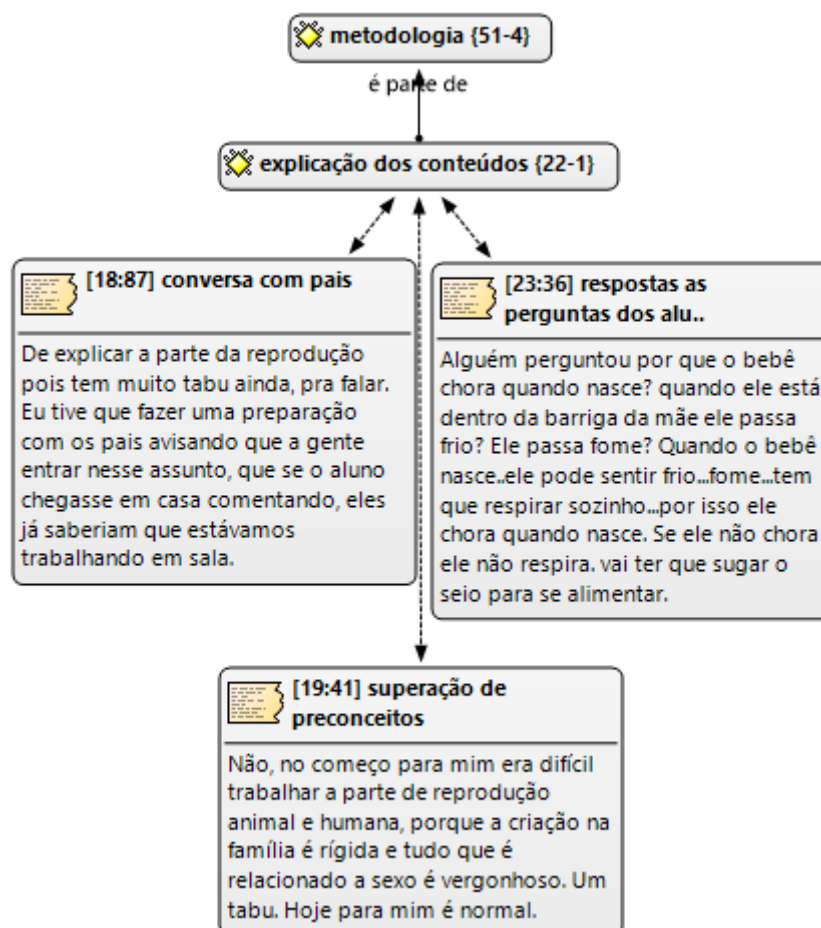 metodologia {51-4}
é parte de
explicação dos conteúdos {22-1}
[18:87] conversa com pais
De explicar a parte da reprodução
pois tem muito tabu ainda, pra falar.
Eu tive que fazer uma preparação
com os pais avisando que a gente
entrar nesse assunto, que se o aluno
chegasse em casa comentando, eles
já saberiam que estávamos
trabalhando em sala.
[23:36] respostas as
perguntas dos alu..
Alguém perguntou por que o bebê
chora quando nasce? quando ele está
dentro da barriga da mãe ele passa
frio? Ele passa fome? Quando o bebê
nasce..ele pode sentir frio...fome...tem
que respirar sozinho...por isso ele
chora quando nasce. Se ele não chora
ele não respira. vai ter que sugar o
seio para se alimentar.
[19:41] superação de
preconceitos
Não, no começo para mim era difícil
trabalhar a parte de reprodução
animal e humana, porque a criação na
família é rígida e tudo que é
relacionado a sexo é vergonhoso. Um
tabu. Hoje para mim é normal.